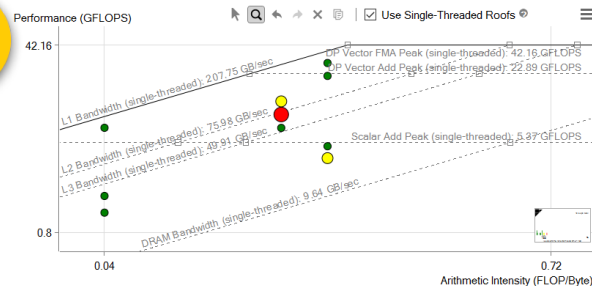 Performance (GFLOPS)
Use Single-Threaded Roofs
42.16
DP Vector FMA Peak (single-threaded): 42.16 GFLOPS
DP Vector Add Peak (single-threaded): 22.89 GFLOPS
L1 Bandwidth (single-threaded): 207.75 GB/sec
L2 Bandwidth (single-threaded): 75.98 GB/sec
L3 Bandwidth (single-threaded): 49.91 GB/sec
Scalar Add Peak (single-threaded): 5.37 GFLOPS
DRAM Bandwidth (single-threaded): 9.64 GB/sec
0.8
0.04
0.72
Arithmetic Intensity (FLOP/Byte)